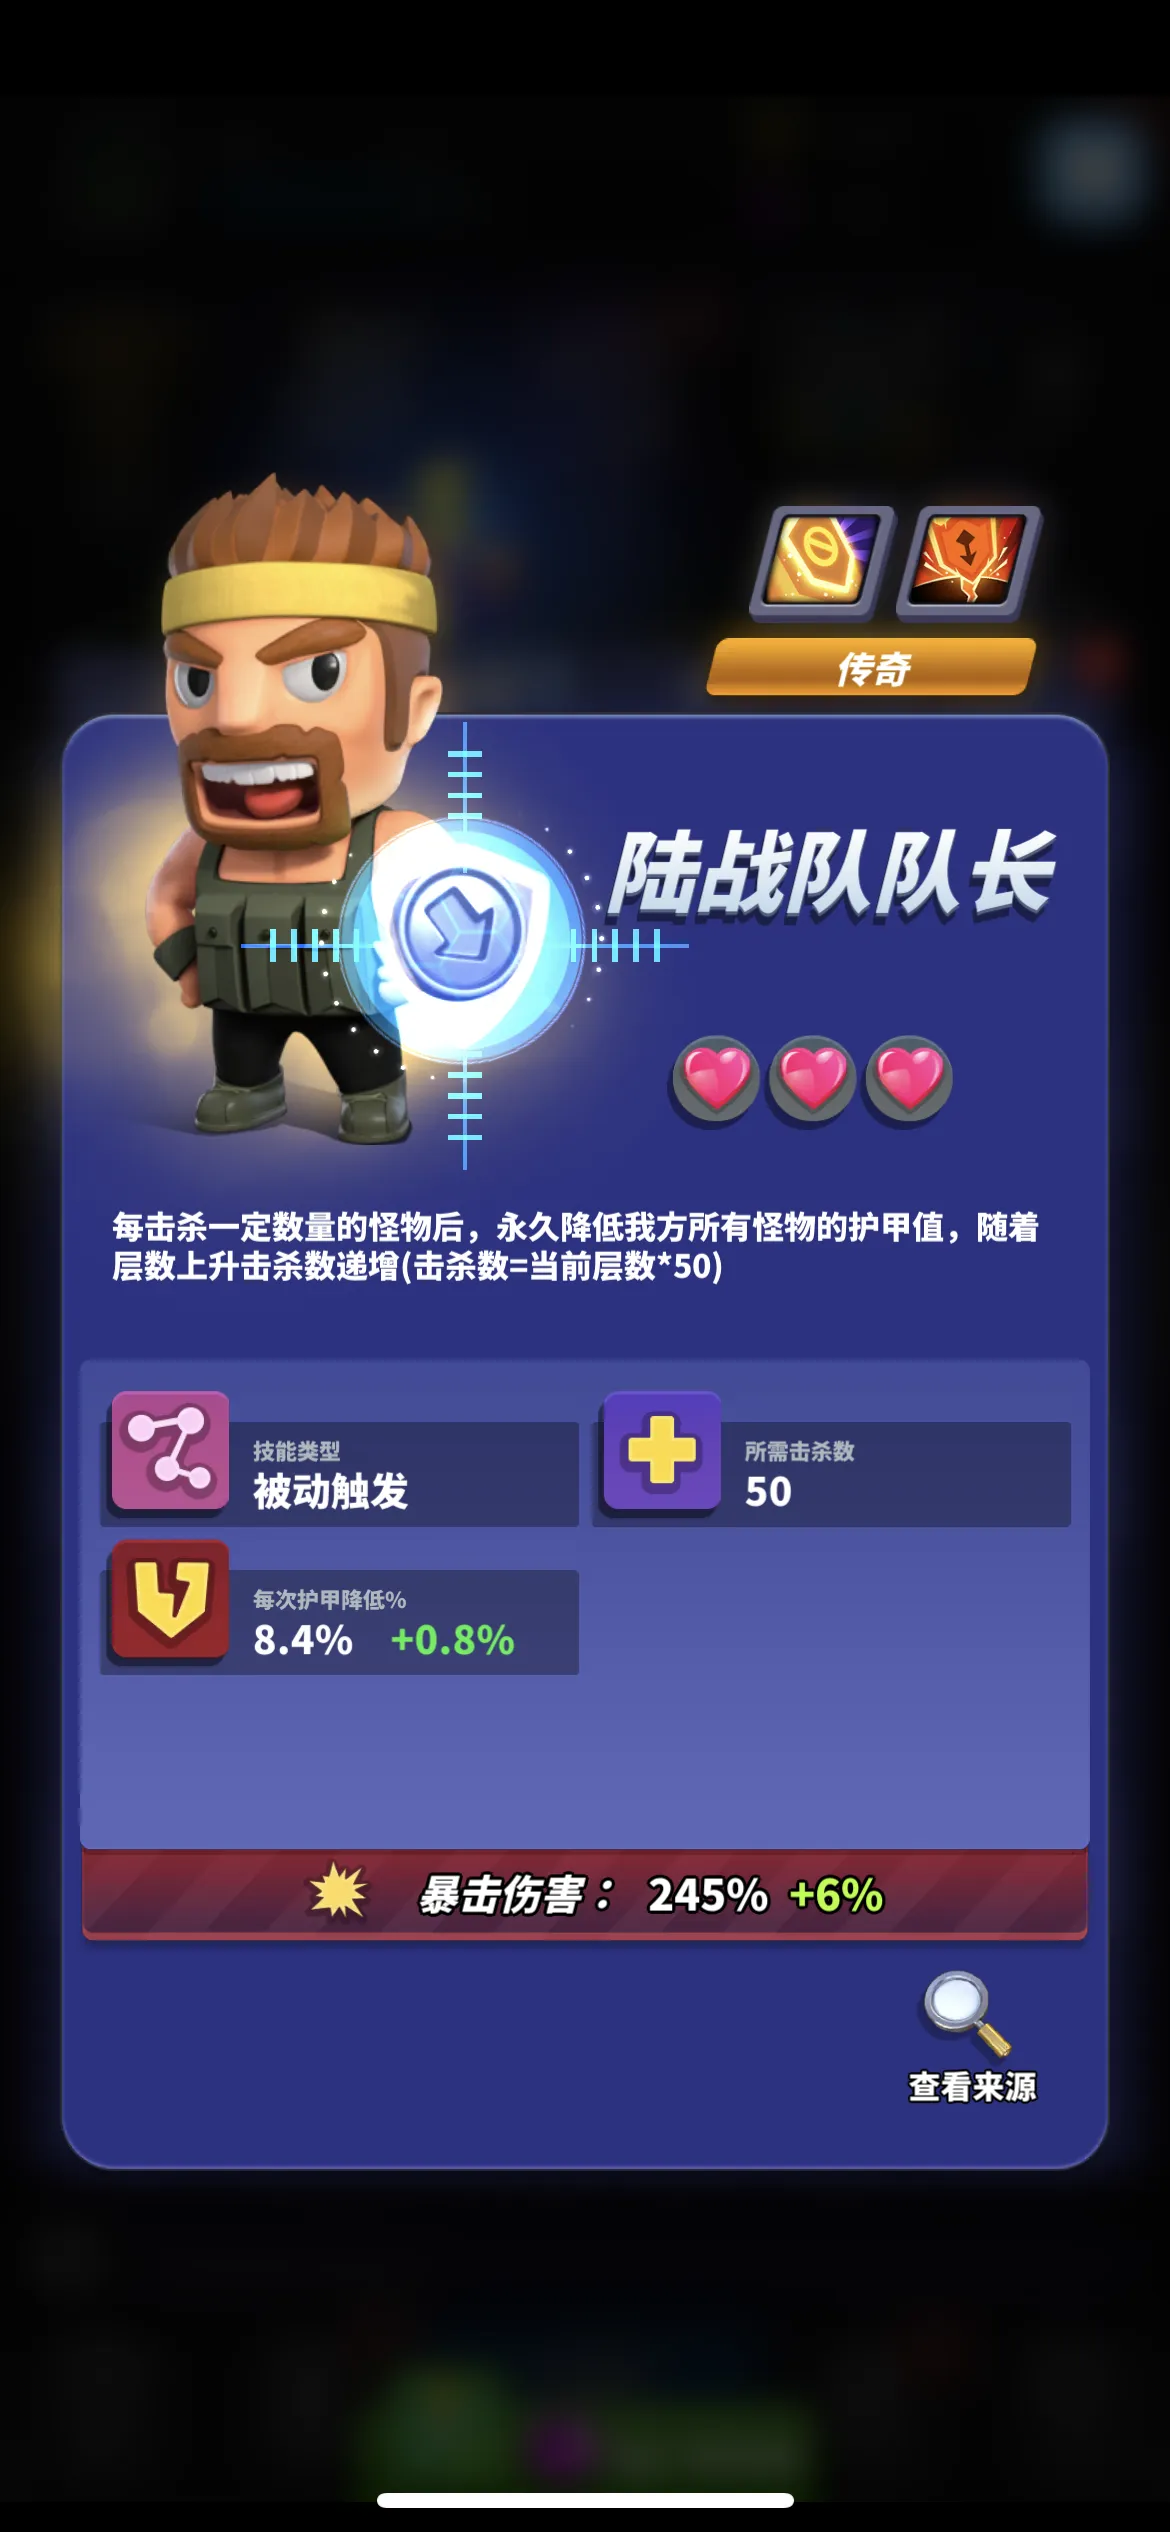 传奇
陆战队队长
每击杀一定数量的怪物后，永久降低我方所有怪物的护甲值，随着
层数上升击杀数递增(击杀数=当前层数*50)
技能类型
被动触发
所需击杀数
50
每次护甲降低%
8.4% +0.8%
暴击伤害： 245% +6%
查看来源